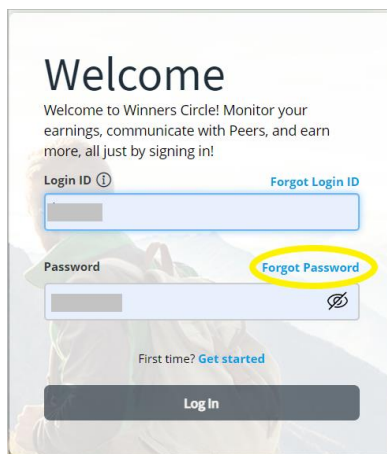 Welcome
Welcome to Winners Circle! Monitor your
earnings, communicate with Peers, and earn
more, all just by signing in!
Login ID Forgot Login ID
Password Forgot Password
First time? Get started
Log In